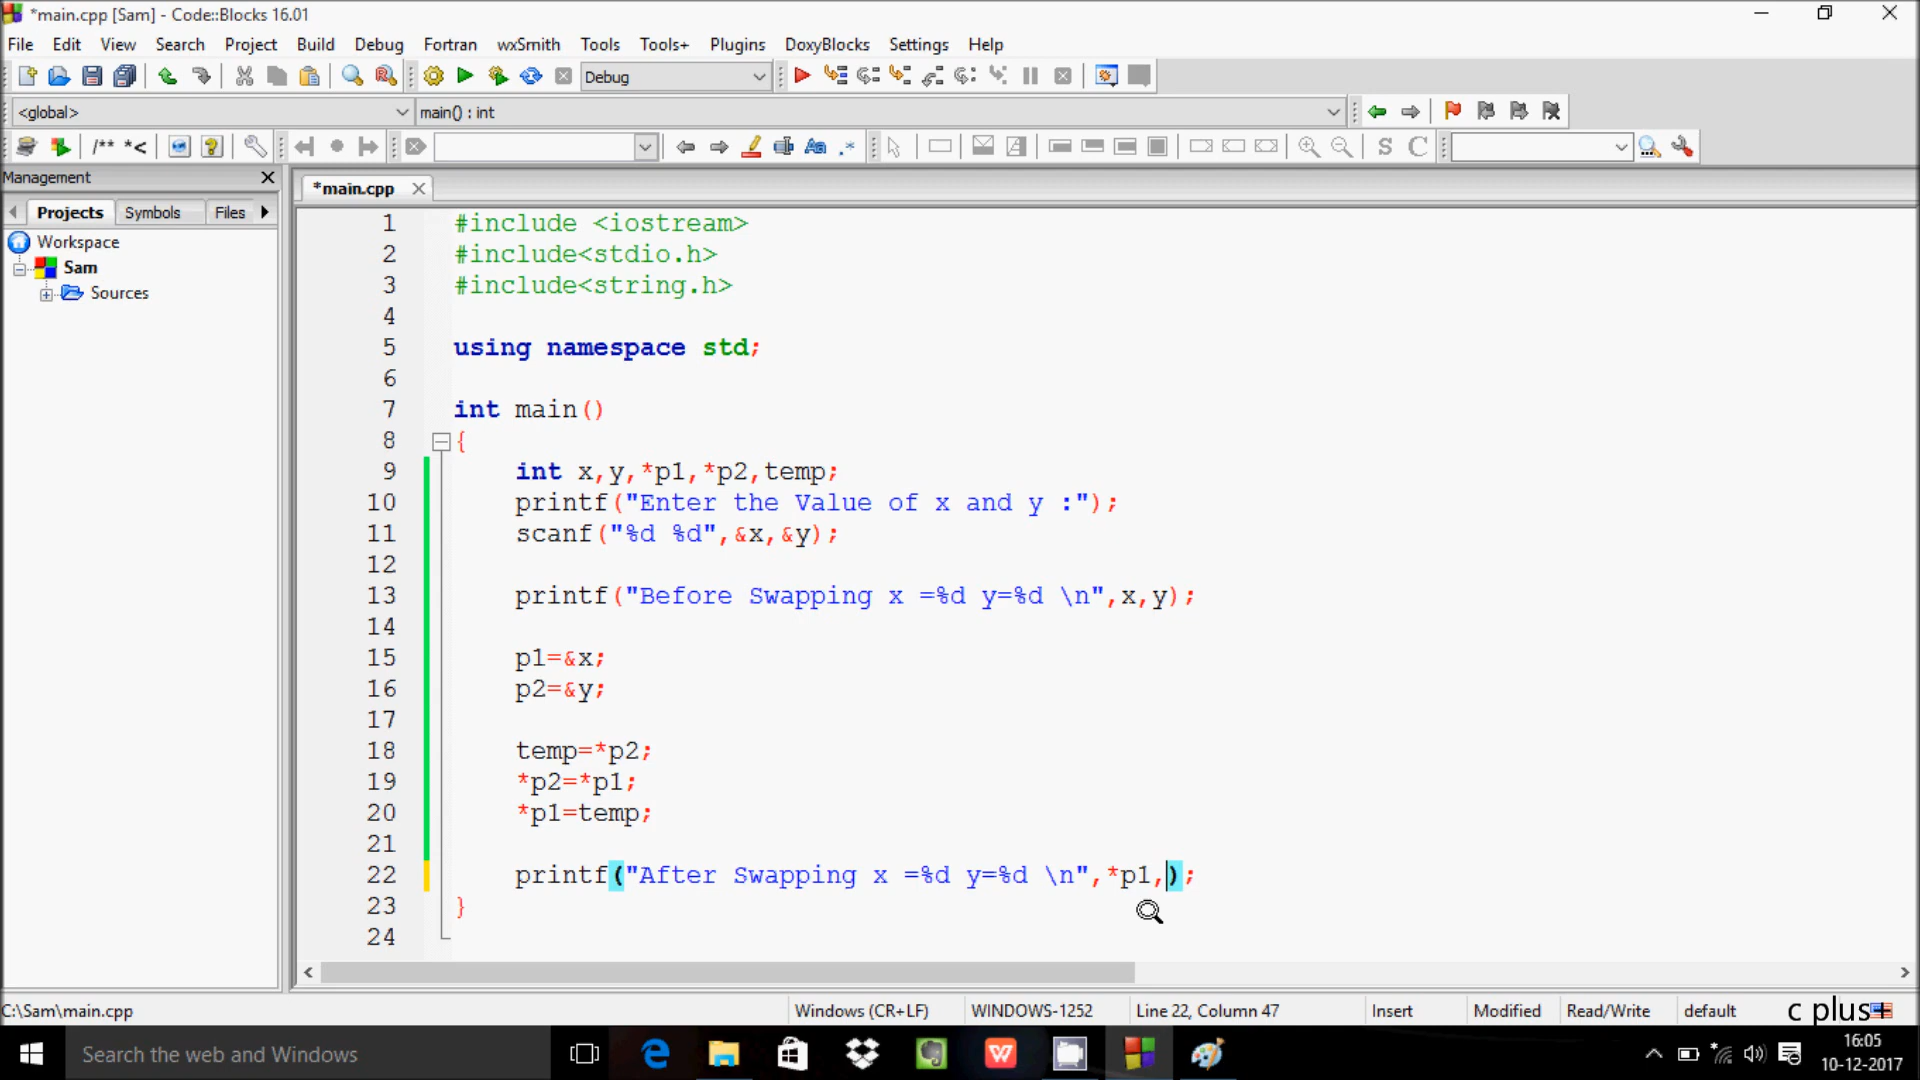 *main.cpp [Sam] - Code::Blocks 16.01
File Edit View Search Project Build Debug Fortran wxSmith Tools Tools+ Plugins DoxyBlocks Settings Help
Debug
<global> main() : int
/** *< S C
Management
*main.cpp
Projects Symbols Files
Workspace
Sam
Sources
1 #include <iostream>
2 #include<stdio.h>
3 #include<string.h>
4
5 using namespace std;
6
7 int main()
8 {
9 int x,y,*p1,*p2,temp;
10 printf("Enter the Value of x and y :");
11 scanf("%d %d",&x,&y);
12
13 printf("Before Swapping x =%d y=%d \n",x,y);
14
15 p1=&x;
16 p2=&y;
17
18 temp=*p2;
19 *p2=*p1;
20 *p1=temp;
21
22 printf("After Swapping x =%d y=%d \n",*p1,);
23 }
24
C:\Sam\main.cpp Windows (CR+LF) WINDOWS-1252 Line 22, Column 47 Insert Modified Read/Write default c plus
Search the web and Windows
16:05
10-12-2017